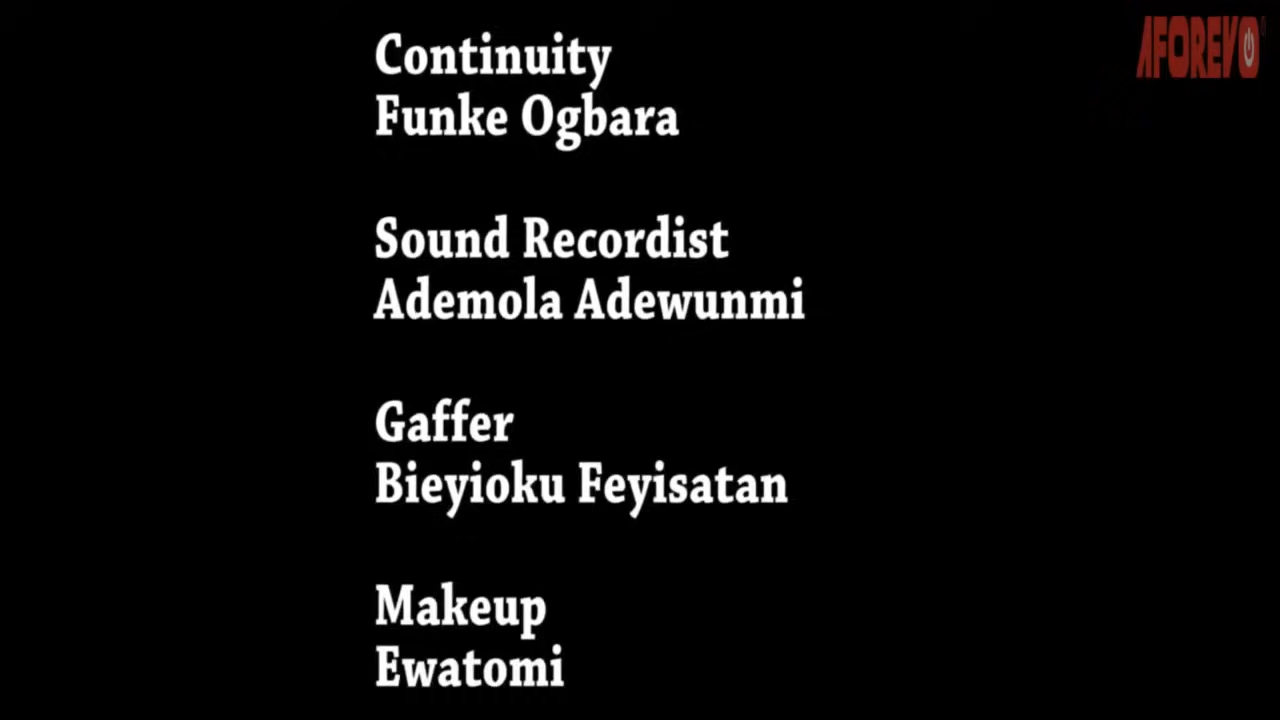 AFOREVO
Continuity
Funke Ogbara
Sound Recordist
Ademola Adewunmi
Gaffer
Bieyioku Feyisatan
Makeup
Ewatomi